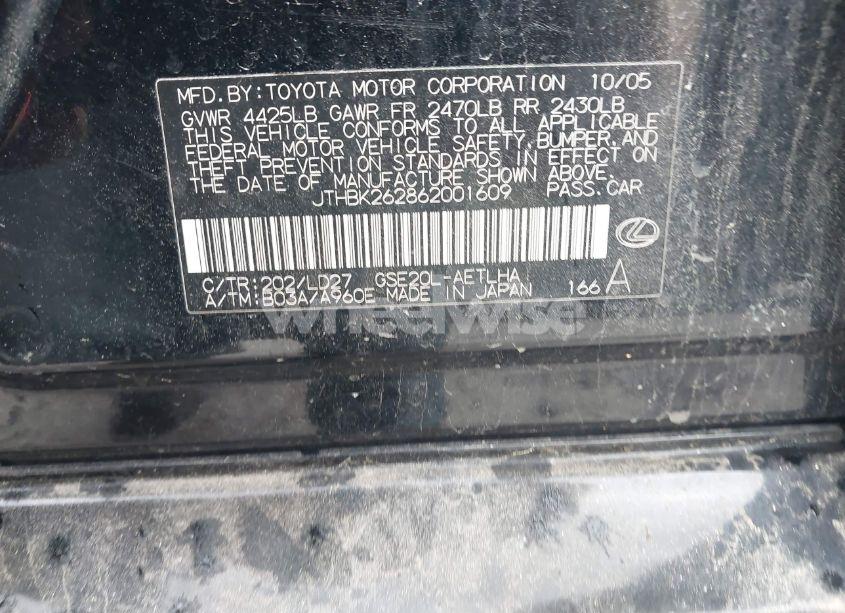 MFD.BY:TOYOTA MOTOR CORPORATION 10/05
GVWR 4425LB GAWR FR 2470LB RR 2430LB
THIS VEHICLE CONFORMS TO ALL APPLICABLE
FEDERAL MOTOR VEHICLE SAFETY,BUMPER,AND
THEFT PREVENTION STANDARDS IN EFFECT ON
THE DATE OF MANUFACTURE SHOWN ABOVE.
JTHBK262862001609 PASS.CAR
C/TR:202/LD27 GSE20L-AETLHA
A/TM:B03A/A960E MADE IN JAPAN 166 A
wheelwise